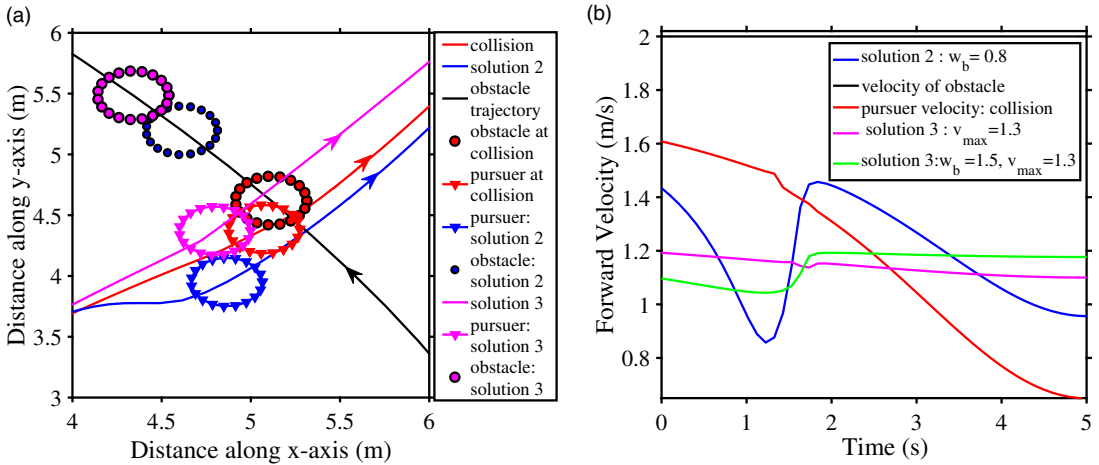 (a)
6
5.5
5
4.5
4
3.5
3
4
4.5
5
5.5
6
Distance along y-axis (m)
Distance along x-axis (m)
collision
solution 2
obstacle
trajectory
obstacle at
collision
pursuer at
collision
pursuer:
solution 2
obstacle:
solution 2
solution 3
pursuer:
solution 3
obstacle:
solution 3
(b)
2
1.8
1.6
1.4
1.2
1
0.8
0
1
2
3
4
5
Forward Velocity (m/s)
Time (s)
solution 2 : w_b= 0.8
velocity of obstacle
pursuer velocity: collision
solution 3 : v_max=1.3
solution 3:w_b = 1.5, v_max=1.3